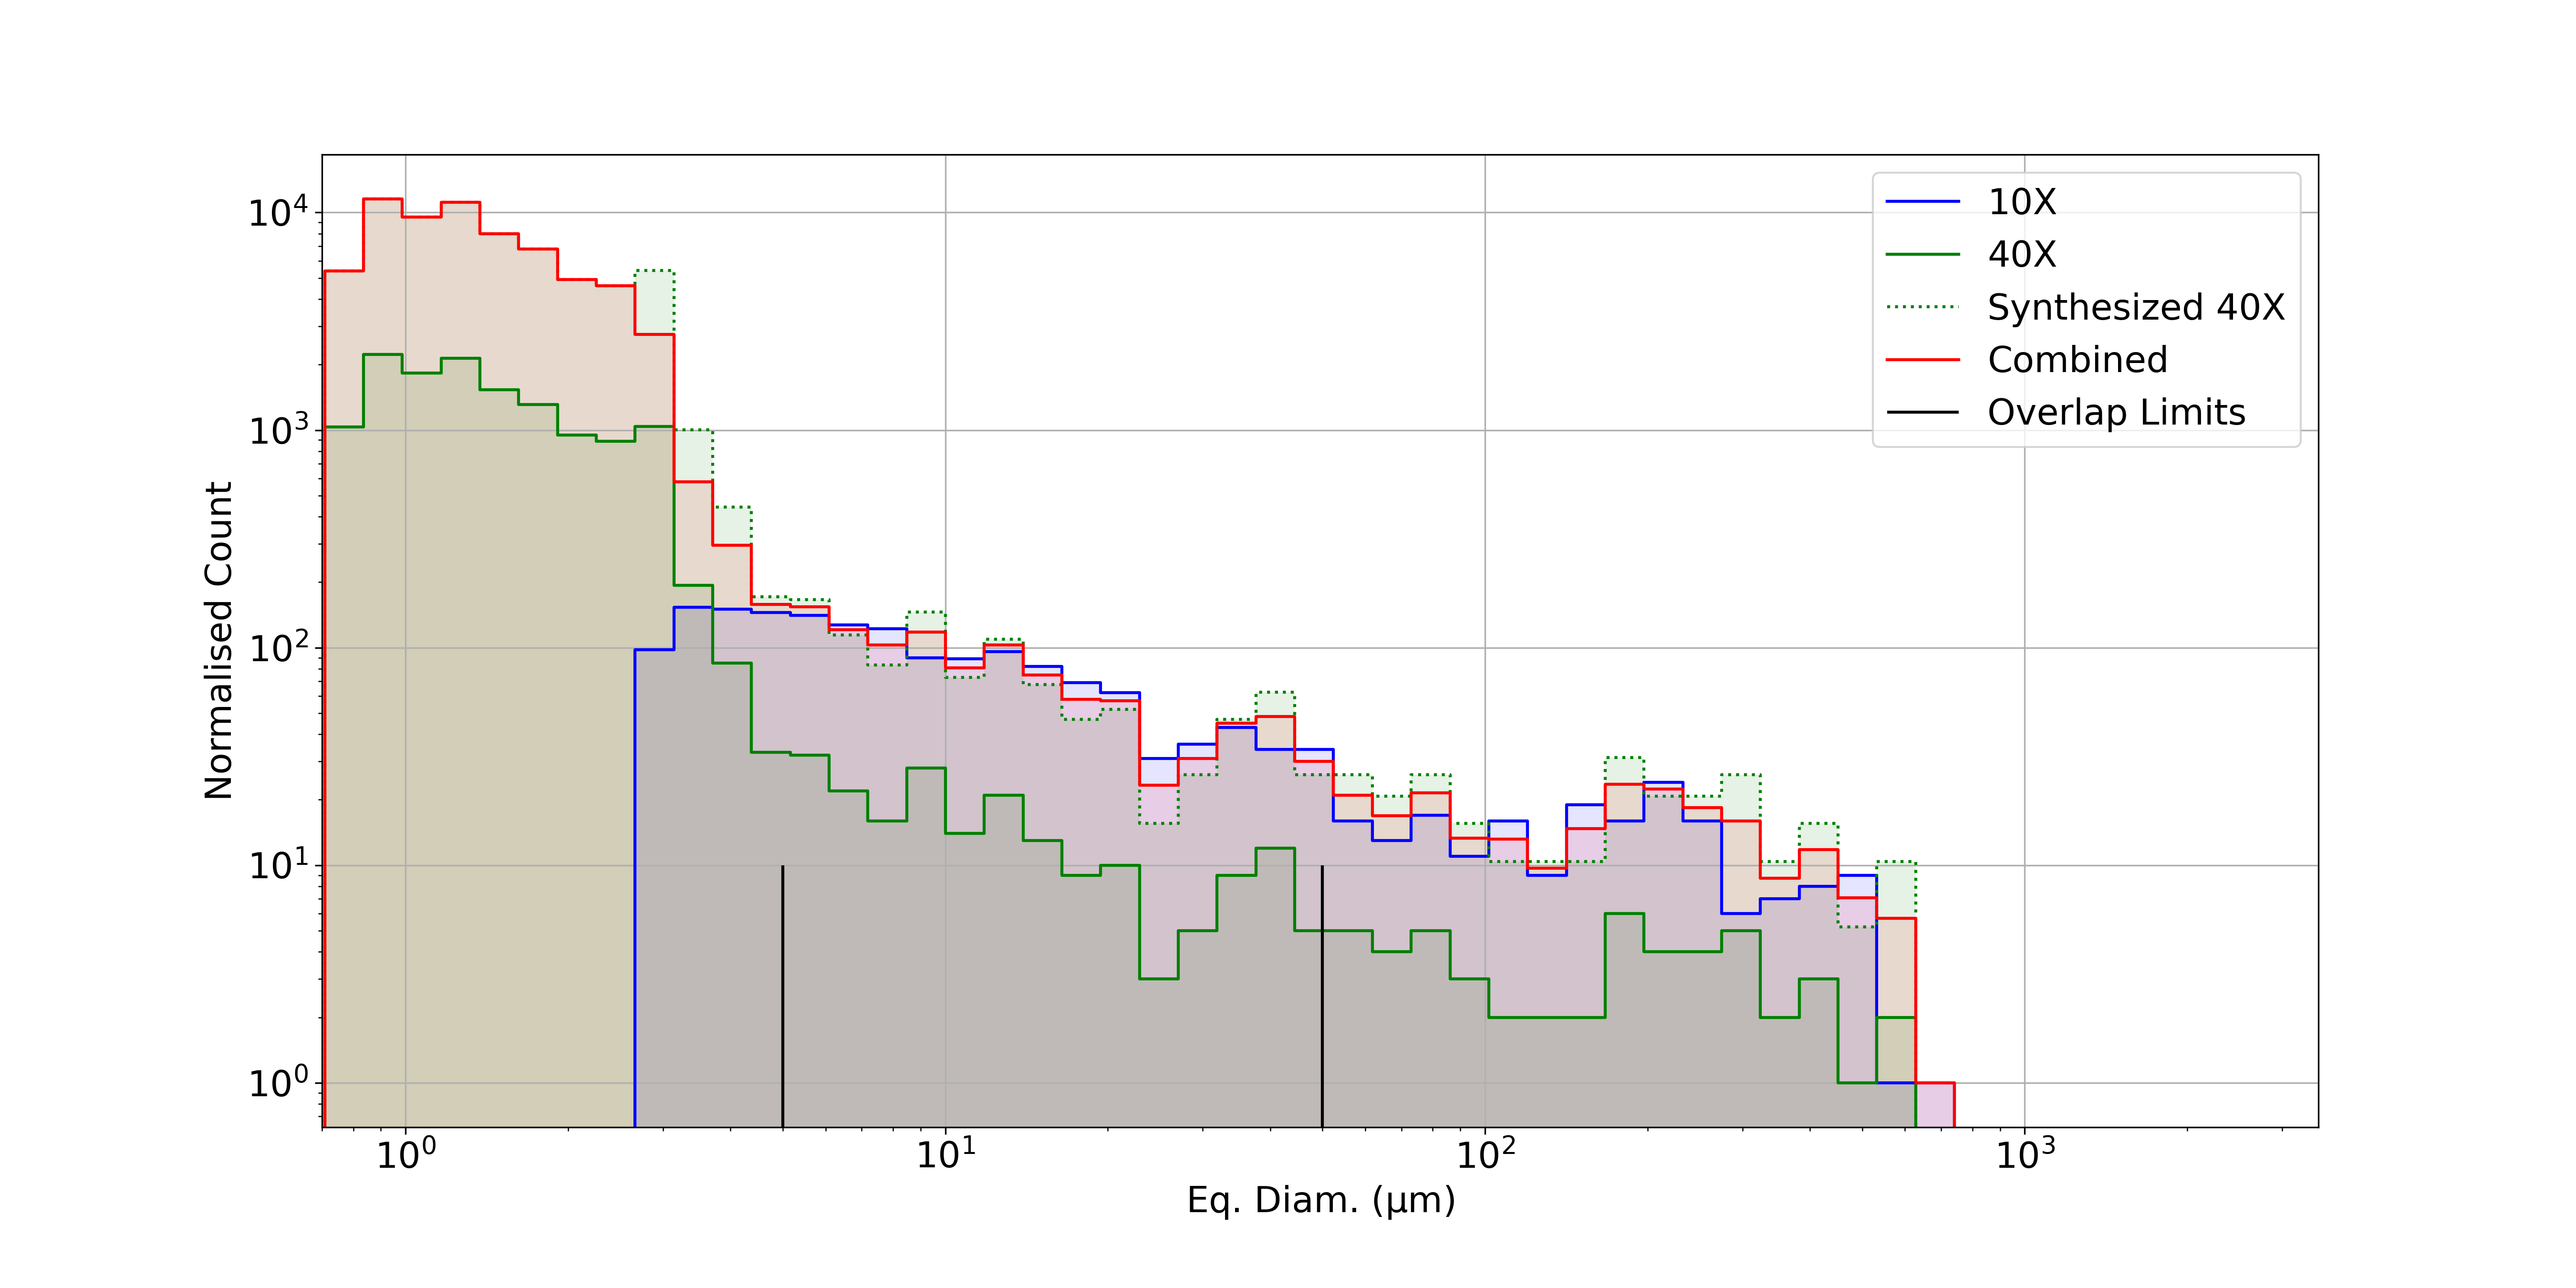 10⁴
10³
10²
10¹
10⁰
Normalised Count
10X
40X
Synthesized 40X
Combined
Overlap Limits
10⁰ 10¹ 10² 10³
Eq. Diam. (μm)